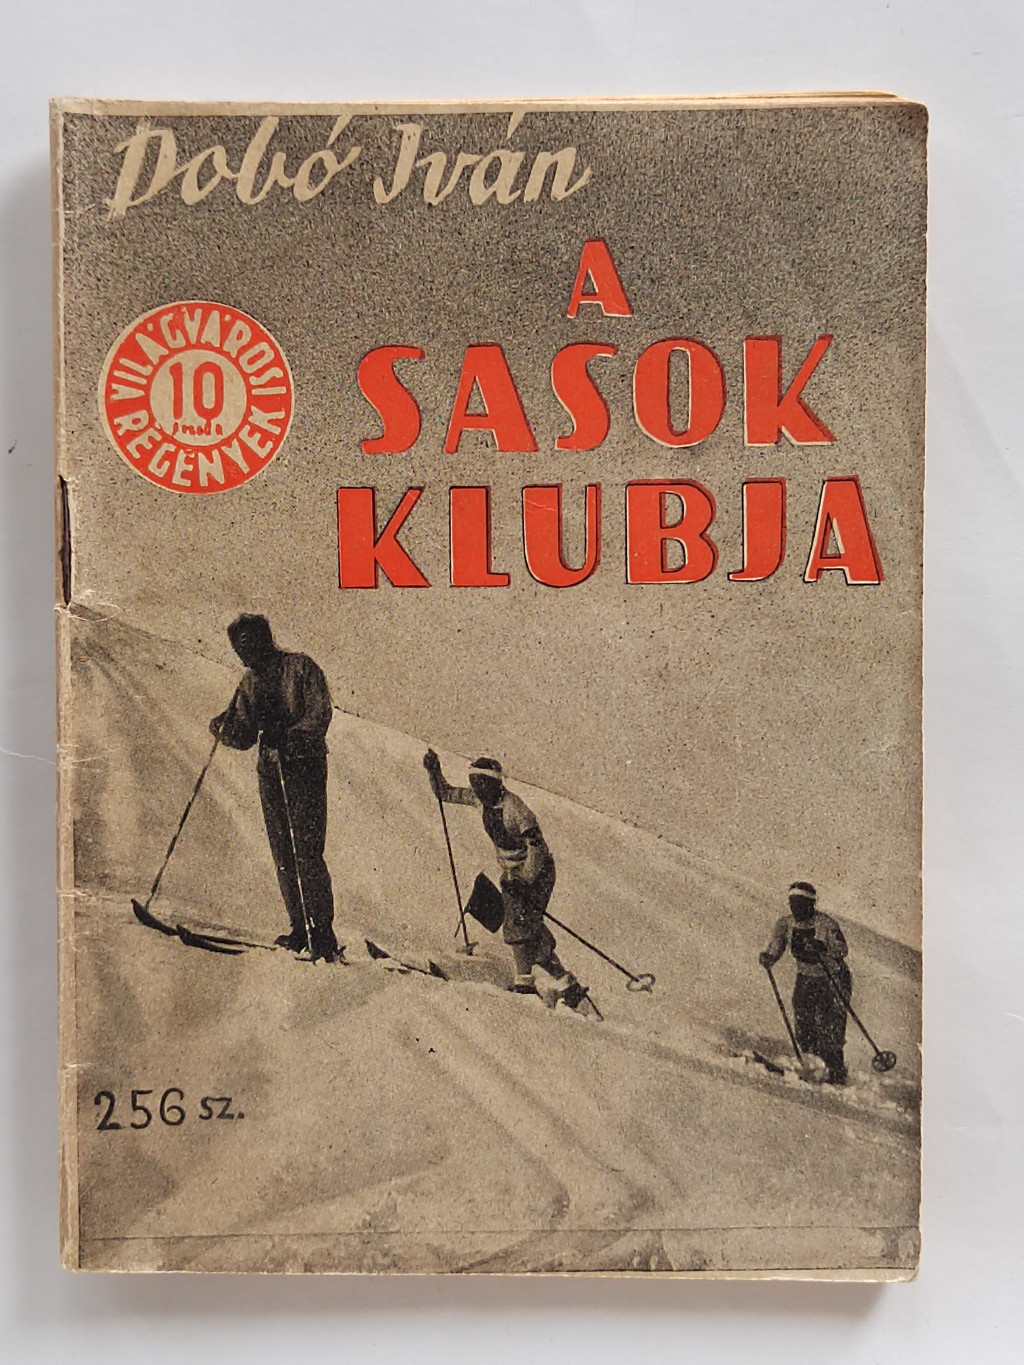 Dobó Iván
A
SASOK
KLUBJA
VILÁGVÁROSI
REGÉNYEK
10
256 sz.